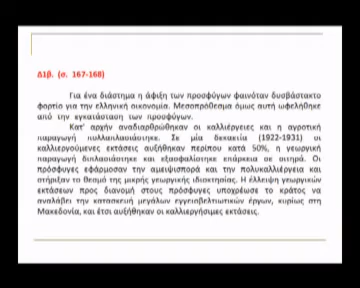 Δ1β. (σ. 167-168)
Για ένα διάστημα η άφιξη των προσφύγων φαινόταν δυσβάστακτο
φορτίο για την ελληνική οικονομία. Μεσοπρόθεσμα όμως αυτή ωφελήθηκε
από την εγκατάσταση των προσφύγων.
Κατ' αρχήν αναδιαρθρώθηκαν οι καλλιέργειες και η αγροτική
παραγωγή πολλαπλασιάστηκε. Σε μία δεκαετία (1922-1931) οι
καλλιεργούμενες εκτάσεις αυξήθηκαν περίπου κατά 50%, η γεωργική
παραγωγή διπλασιάστηκε και εξασφαλίστηκε επάρκεια σε σιτηρά. Οι
πρόσφυγες εφάρμοσαν την αμειψισπορά και την πολυκαλλιέργεια και
στήριξαν το θεσμό της μικρής γεωργικής ιδιοκτησίας. Η έλλειψη γεωργικών
εκτάσεων προς διανομή στους πρόσφυγες υποχρέωσε το κράτος να
αναλάβει την κατασκευή μεγάλων εγγειοβελτιωτικών έργων, κυρίως στη
Μακεδονία, και έτσι αυξήθηκαν οι καλλιεργήσιμες εκτάσεις.